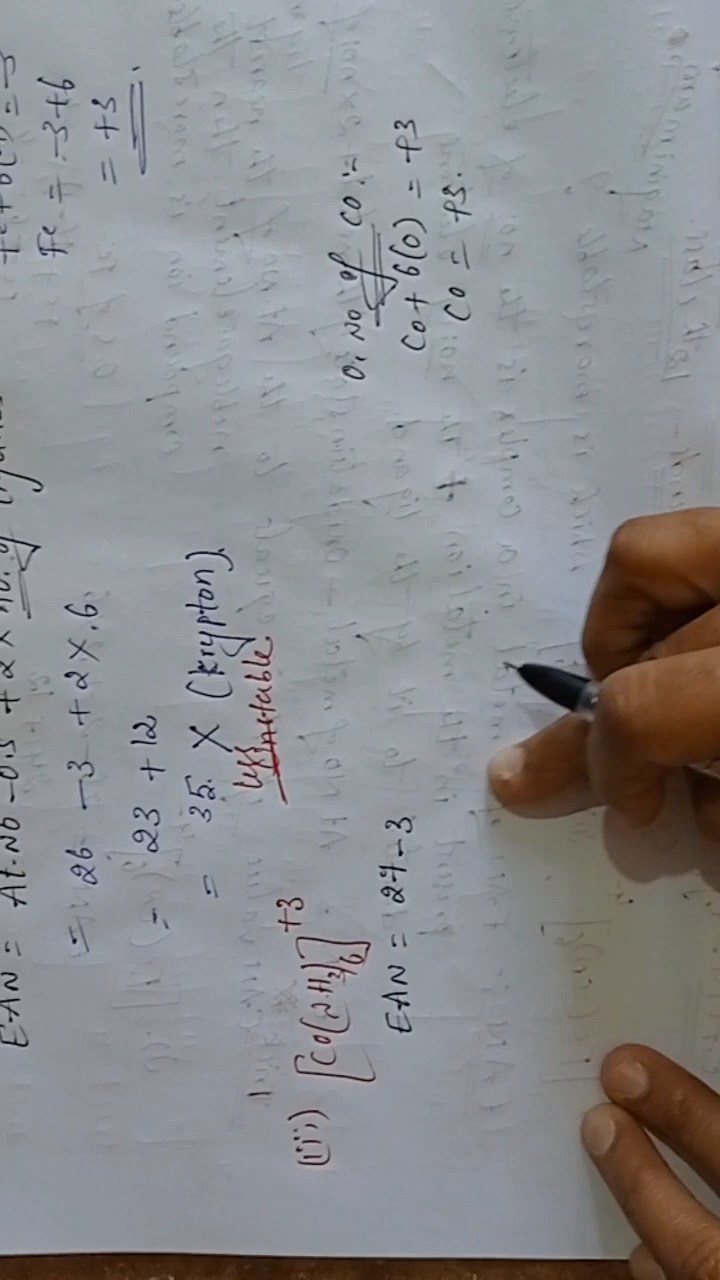 EAN = At.No - O.S + 2 X no. of ligands
= 26 - 3 + 2 X 6
= 23 + 12
= 35. X (krypton)
less stable
Fe = -3+6
= +3
(iii) [CO(NH3)6]+3
EAN = 27-3
O.NO of CO :-
CO + 6(0) = +3
CO = +3.